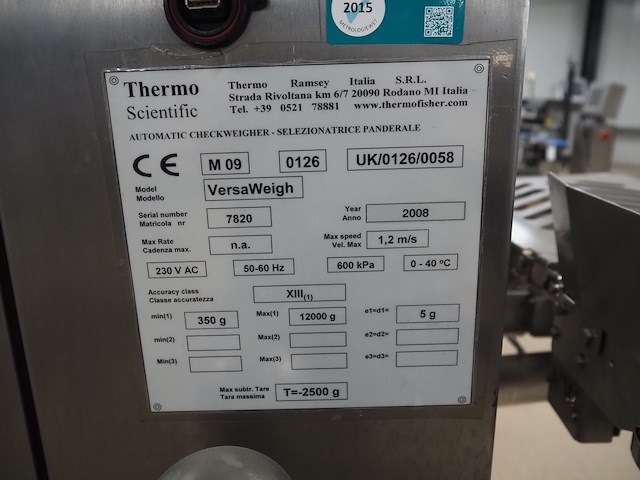 2015
METROLOGIEWET
Thermo Scientific
Thermo Ramsey Italia S.R.L.
Strada Rivoltana km 6/7 20090 Rodano MI Italia
Tel. +39 0521 78881 www.thermofisher.com
AUTOMATIC CHECKWEIGHER - SELEZIONATRICE PANDERALE
CE M 09 0126 UK/0126/0058
Model
Modello
VersaWeigh
Serial number
Matricola nr
7820
Year
Anno
2008
Max Rate
Cadenza max.
n.a.
Max speed
Vel. Max
1,2 m/s
230 V AC 50-60 Hz 600 kPa 0 - 40 °C
Accuracy class
Classe accuratezza
XIII(1)
min(1) 350 g Max(1) 12000 g e1=d1= 5 g
min(2) Max(2) e2=d2=
Min(3) Max(3) e3=d3=
Max subtr. Tare
Tara massima
T=-2500 g